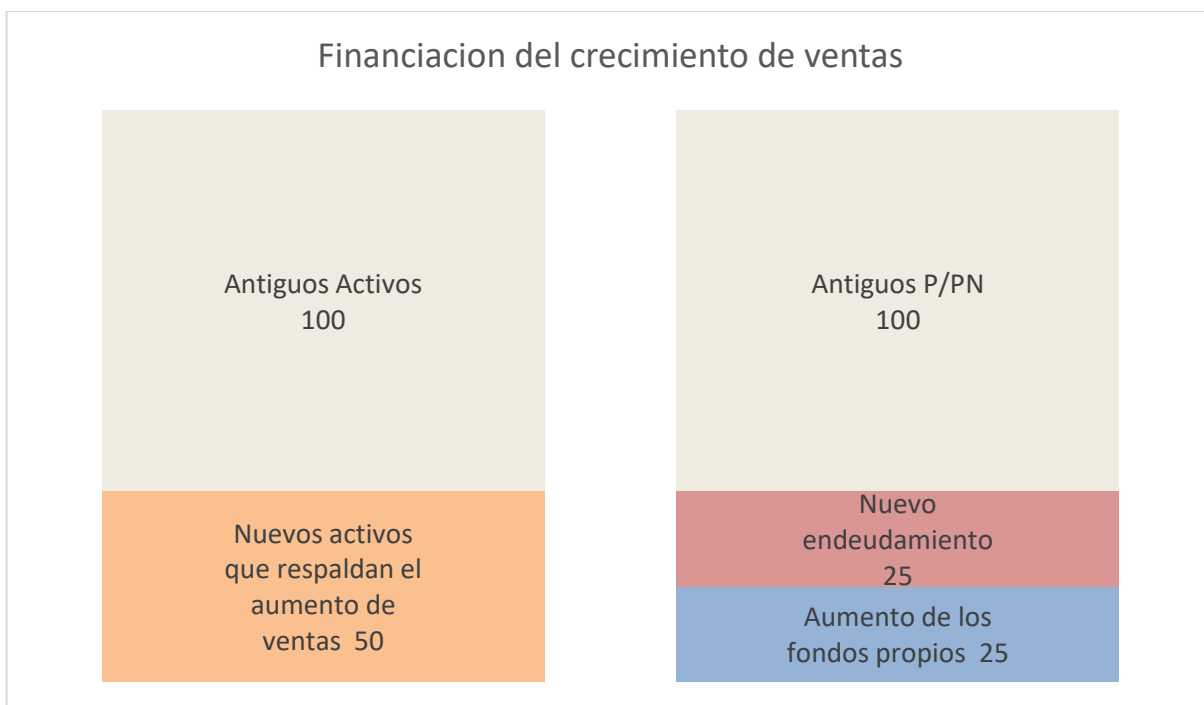 Financiacion del crecimiento de ventas
Antiguos Activos
100
Nuevos activos
que respaldan el
aumento de
ventas 50
Antiguos P/PN
100
Nuevo
endeudamiento
25
Aumento de los
fondos propios 25